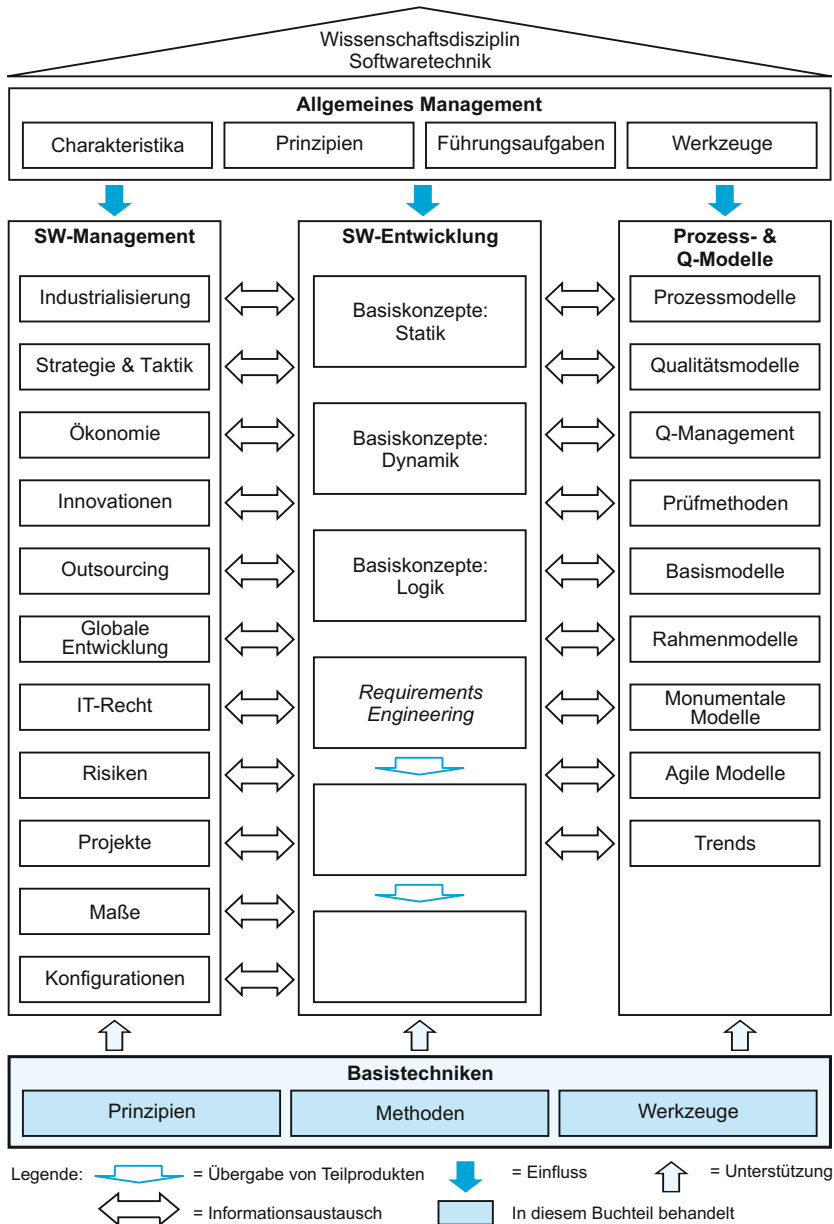 Wissenschaftsdisziplin
Softwaretechnik
Allgemeines Management
Charakteristika
Prinzipien
Führungsaufgaben
Werkzeuge
SW-Management
Industrialisierung
Strategie & Taktik
Ökonomie
Innovationen
Outsourcing
Globale
Entwicklung
IT-Recht
Risiken
Projekte
Maße
Konfigurationen
SW-Entwicklung
Basiskonzepte:
Statik
Basiskonzepte:
Dynamik
Basiskonzepte:
Logik
Requirements
Engineering
Prozess- &
Q-Modelle
Prozessmodelle
Qualitätsmodelle
Q-Management
Prüfmethoden
Basismodelle
Rahmenmodelle
Monumentale
Modelle
Agile Modelle
Trends
Basistechniken
Prinzipien
Methoden
Werkzeuge
Legende:
= Übergabe von Teilprodukten
= Einfluss
= Unterstützung
= Informationsaustausch
In diesem Buchteil behandelt